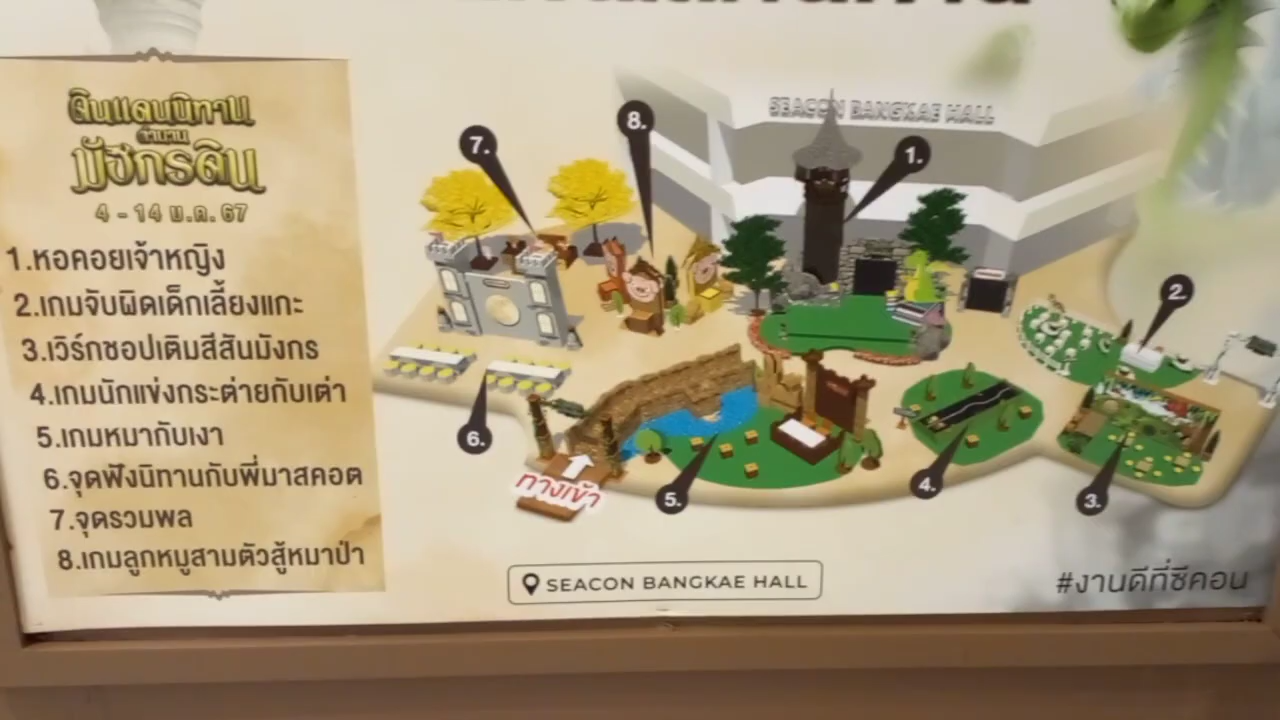 ดินแดนนิทาน
ตำนาน
มังกรดิน
4 - 14 ม.ค. 67
1.หอคอยเจ้าหญิง
2.เกมจับผิดเด็กเลี้ยงแกะ
3.เวิร์กชอปเติมสีสันมังกร
4.เกมนักแข่งกระต่ายกับเต่า
5.เกมหมากับเงา
6.จุดฟังนิทานกับพี่มาสคอต
7.จุดรวมพล
8.เกมลูกหมูสามตัวสู้หมาป่า
SEACON BANGKAE HALL
7.
8.
1.
2.
6.
5.
4.
3.
ทางเข้า
SEACON BANGKAE HALL
#งานดีที่ซีคอน